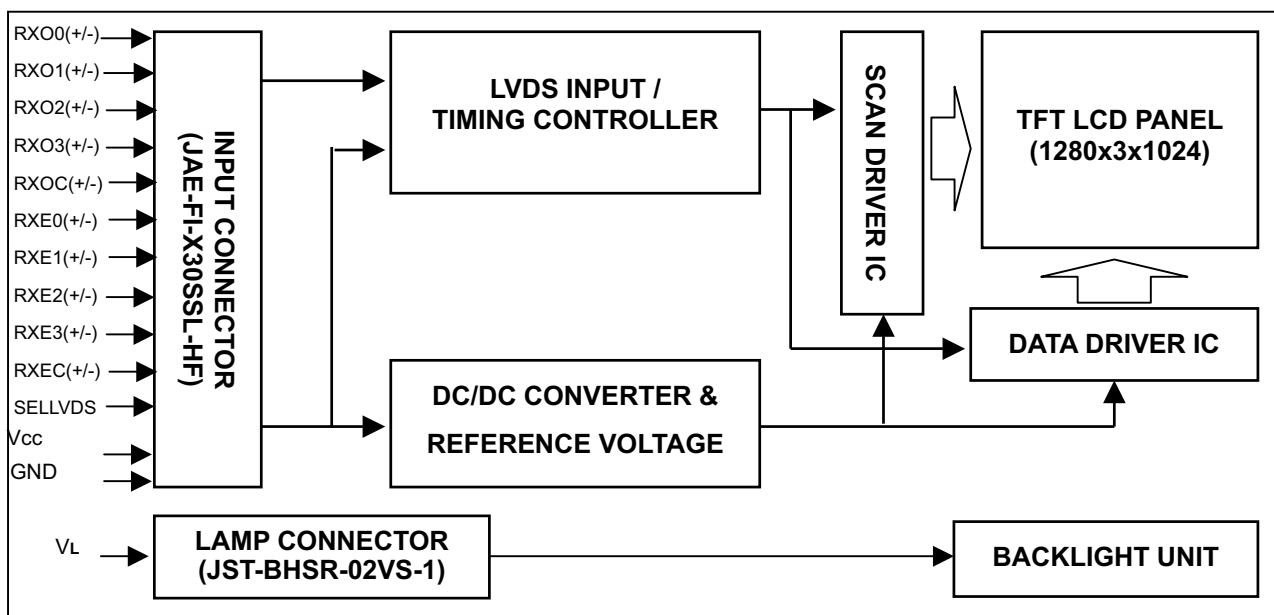 RXO0(+/-)
RXO1(+/-)
RXO2(+/-)
RXO3(+/-)
RXOC(+/-)
RXE0(+/-)
RXE1(+/-)
RXE2(+/-)
RXE3(+/-)
RXEC(+/-)
SELLVDS
Vcc
GND
INPUT CONNECTOR
(JAE-FI-X30SSL-HF)
LVDS INPUT /
TIMING CONTROLLER
SCAN DRIVER IC
TFT LCD PANEL
(1280x3x1024)
DATA DRIVER IC
DC/DC CONVERTER &
REFERENCE VOLTAGE
VL
LAMP CONNECTOR
(JST-BHSR-02VS-1)
BACKLIGHT UNIT